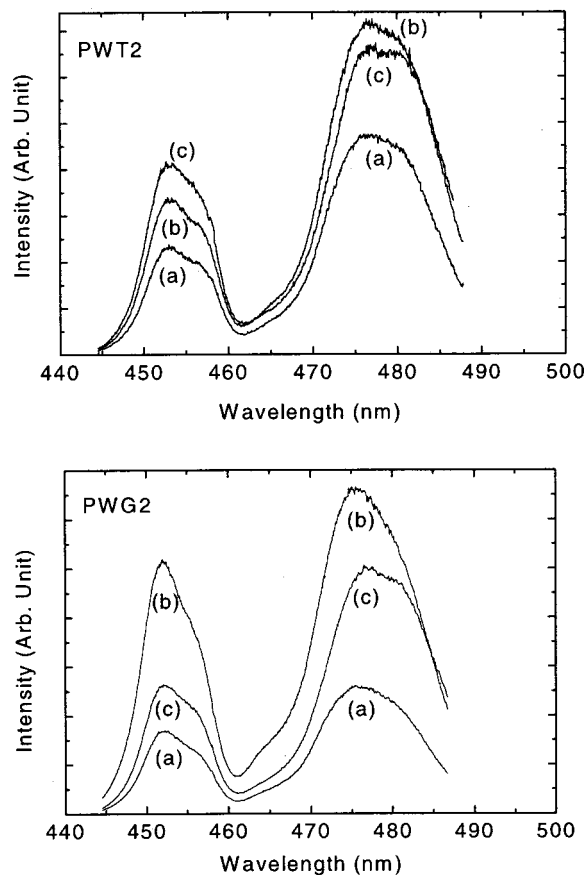 PWT2
(b)
(c)
(a)
(c)
(b)
(a)
Intensity (Arb. Unit)
440 450 460 470 480 490 500
Wavelength (nm)
PWG2
(b)
(b)
(c)
(c)
(a)
(a)
Intensity (Arb. Unit)
440 450 460 470 480 490 500
Wavelength (nm)